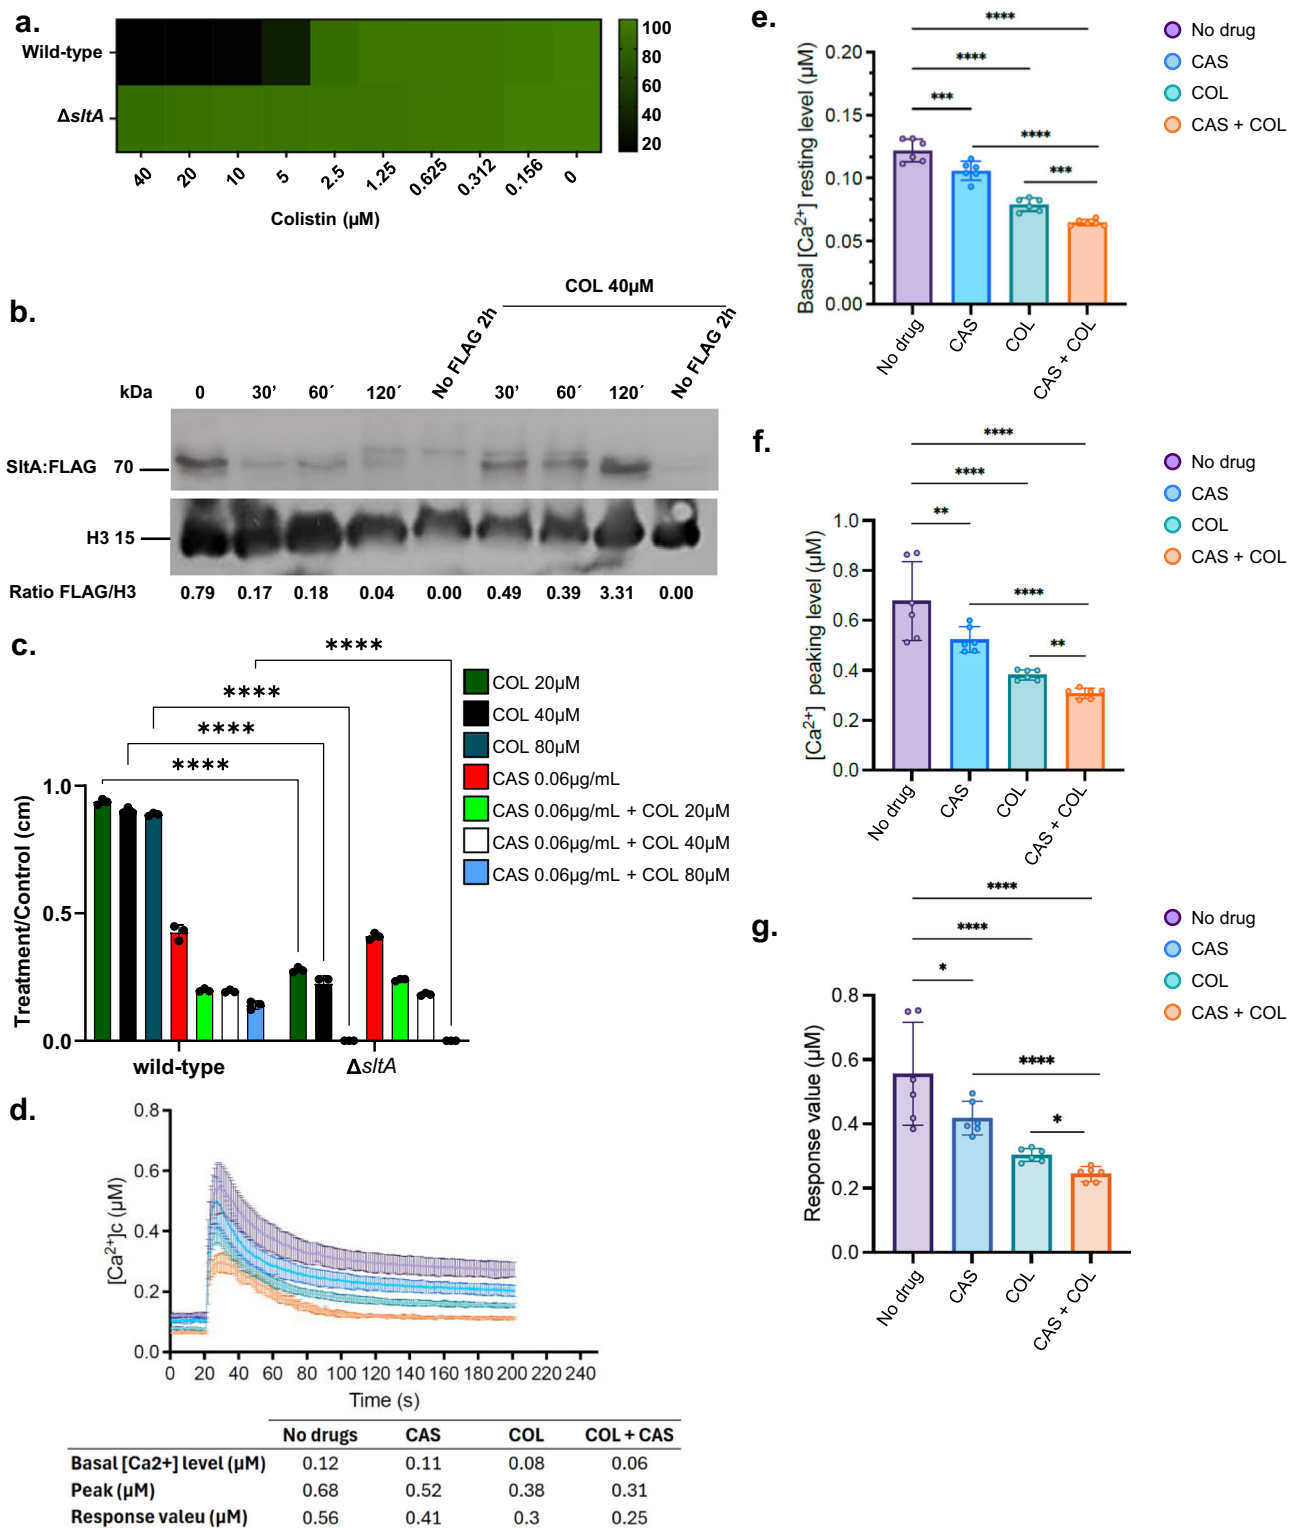 a.
Wild-type
ΔsltA
100
80
60
40
20
40 20 10 5 2.5 1.25 0.625 0.312 0.156 0
Colistin (µM)
b.
COL 40µM
kDa 0 30’ 60´ 120´ No FLAG 2h 30’ 60´ 120´ No FLAG 2h
SltA:FLAG 70
H3 15
Ratio FLAG/H3 0.79 0.17 0.18 0.04 0.00 0.49 0.39 3.31 0.00
c.
****
****
****
****
COL 20µM
COL 40µM
COL 80µM
CAS 0.06µg/mL
CAS 0.06µg/mL + COL 20µM
CAS 0.06µg/mL + COL 40µM
CAS 0.06µg/mL + COL 80µM
Treatment/Control (cm)
1.0
0.5
0.0
wild-type ΔsltA
d.
[Ca²⁺]c (µM)
0.8
0.6
0.4
0.2
0.0
0 20 40 60 80 100 120 140 160 180 200 220 240
Time (s)
No drugs CAS COL COL + CAS
Basal [Ca2+] level (µM) 0.12 0.11 0.08 0.06
Peak (µM) 0.68 0.52 0.38 0.31
Response valeu (µM) 0.56 0.41 0.3 0.25
e.
Basal [Ca²⁺] resting level (µM)
0.20
0.15
0.10
0.05
0.00
****
****
***
****
***
No drug CAS COL CAS + COL
No drug
CAS
COL
CAS + COL
f.
[Ca²⁺] peaking level (µM)
1.0
0.8
0.6
0.4
0.2
0.0
****
****
**
****
**
No drug CAS COL CAS + COL
No drug
CAS
COL
CAS + COL
g.
Response value (µM)
0.8
0.6
0.4
0.2
0.0
****
****
*
****
*
No drug CAS COL CAS + COL
No drug
CAS
COL
CAS + COL